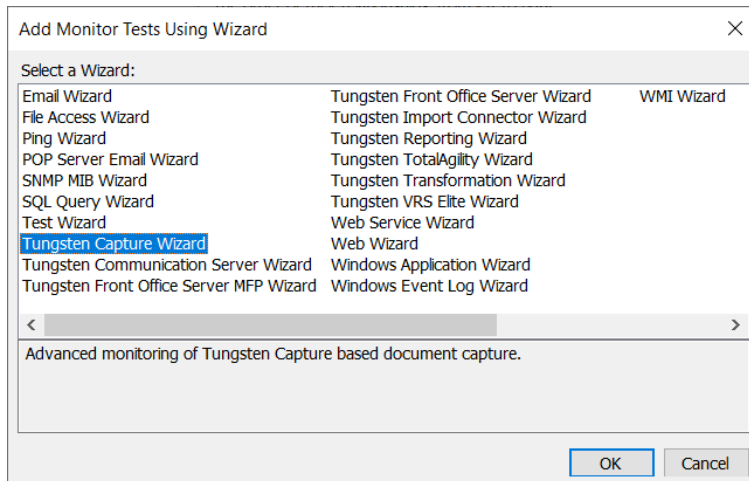 Add Monitor Tests Using Wizard
Select a Wizard:
Email Wizard
File Access Wizard
Ping Wizard
POP Server Email Wizard
SNMP MIB Wizard
SQL Query Wizard
Test Wizard
Tungsten Capture Wizard
Tungsten Communication Server Wizard
Tungsten Front Office Server MFP Wizard
Tungsten Front Office Server Wizard
Tungsten Import Connector Wizard
Tungsten Reporting Wizard
Tungsten TotalAgility Wizard
Tungsten Transformation Wizard
Tungsten VRS Elite Wizard
Web Service Wizard
Web Wizard
Windows Application Wizard
Windows Event Log Wizard
WMI Wizard
Advanced monitoring of Tungsten Capture based document capture.
OK
Cancel